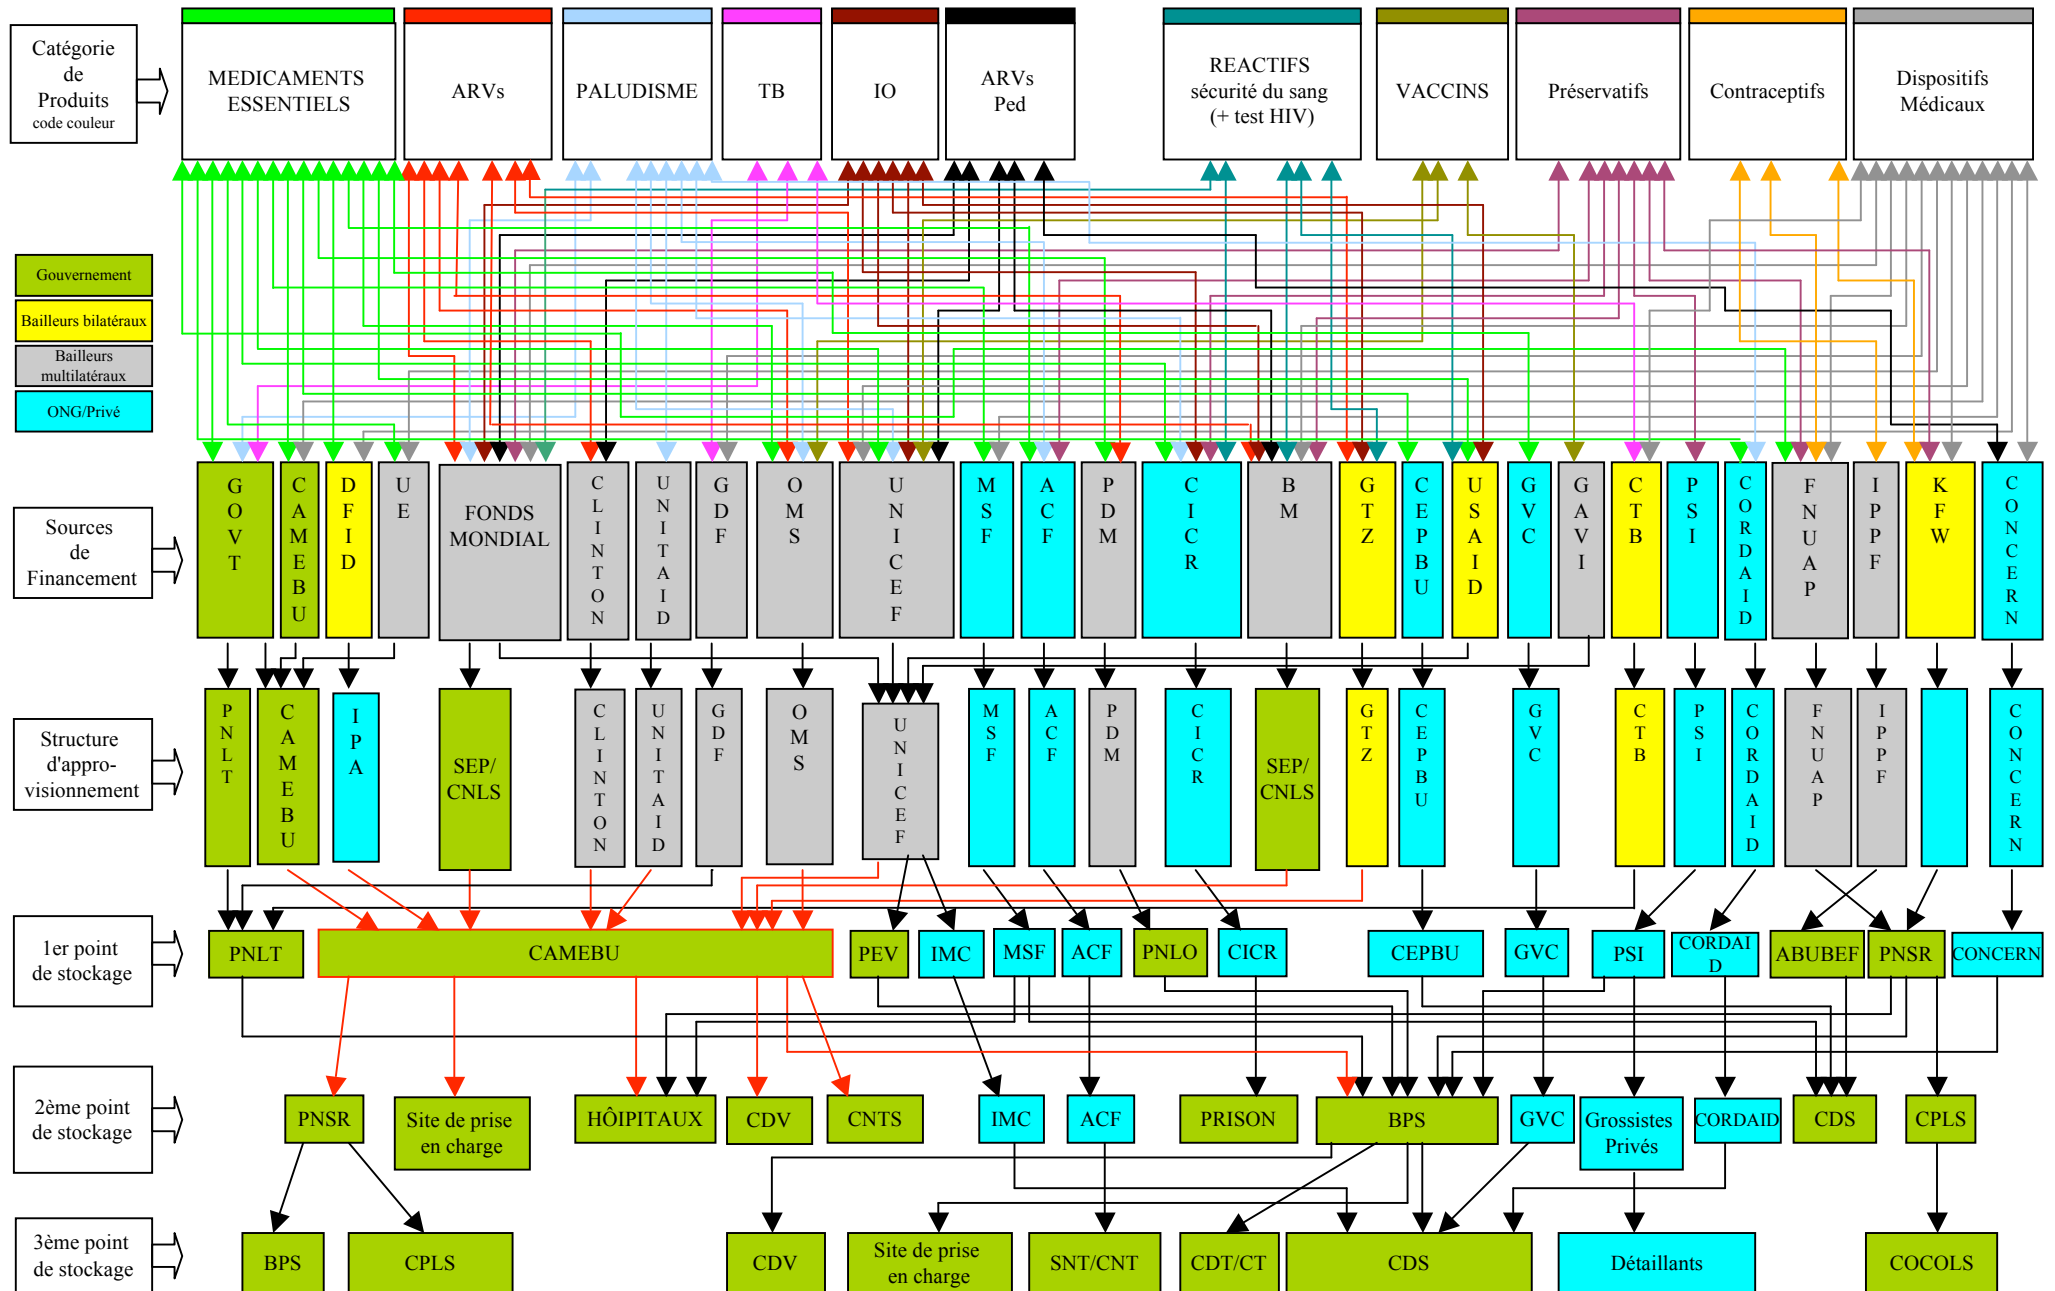 Catégorie
de
Produits
code couleur
MEDICAMENTS
ESSENTIELS
ARVs
PALUDISME
TB
IO
ARVs
Ped
REACTIFS
sécurité du sang
(+ test HIV)
VACCINS
Préservatifs
Contraceptifs
Dispositifs
Médicaux
Gouvernement
Bailleurs bilatéraux
Bailleurs
multilatéraux
ONG/Privé
Sources
de
Financement
GOVT
CAMEBU
DFID
UE
FONDS
MONDIAL
CLINTON
UNITAID
GDF
OMS
UNICEF
MSF
ACF
PDM
CICR
BM
GTZ
CEPBU
USAID
GVC
GAVI
CTB
PSI
CORDAID
FNUAP
IPPF
KFW
CONCERN
Structure
d'appro-
visionnement
PNLT
CAMEBU
IPA
SEP/
CNLS
CLINTON
UNITAID
GDF
OMS
UNICEF
MSF
ACF
PDM
CICR
SEP/
CNLS
GTZ
CEPBU
GVC
CTB
PSI
CORDAID
FNUAP
IPPF
CONCERN
1er point
de stockage
PNLT
CAMEBU
PEV
IMC
MSF
ACF
PNLO
CICR
CEPBU
GVC
PSI
CORDAI
D
ABUBEF
PNSR
CONCERN
2ème point
de stockage
PNSR
Site de prise
en charge
HÔIPITAUX
CDV
CNTS
IMC
ACF
PRISON
BPS
GVC
Grossistes
Privés
CORDAID
CDS
CPLS
3ème point
de stockage
BPS
CPLS
CDV
Site de prise
en charge
SNT/CNT
CDT/CT
CDS
Détaillants
COCOLS